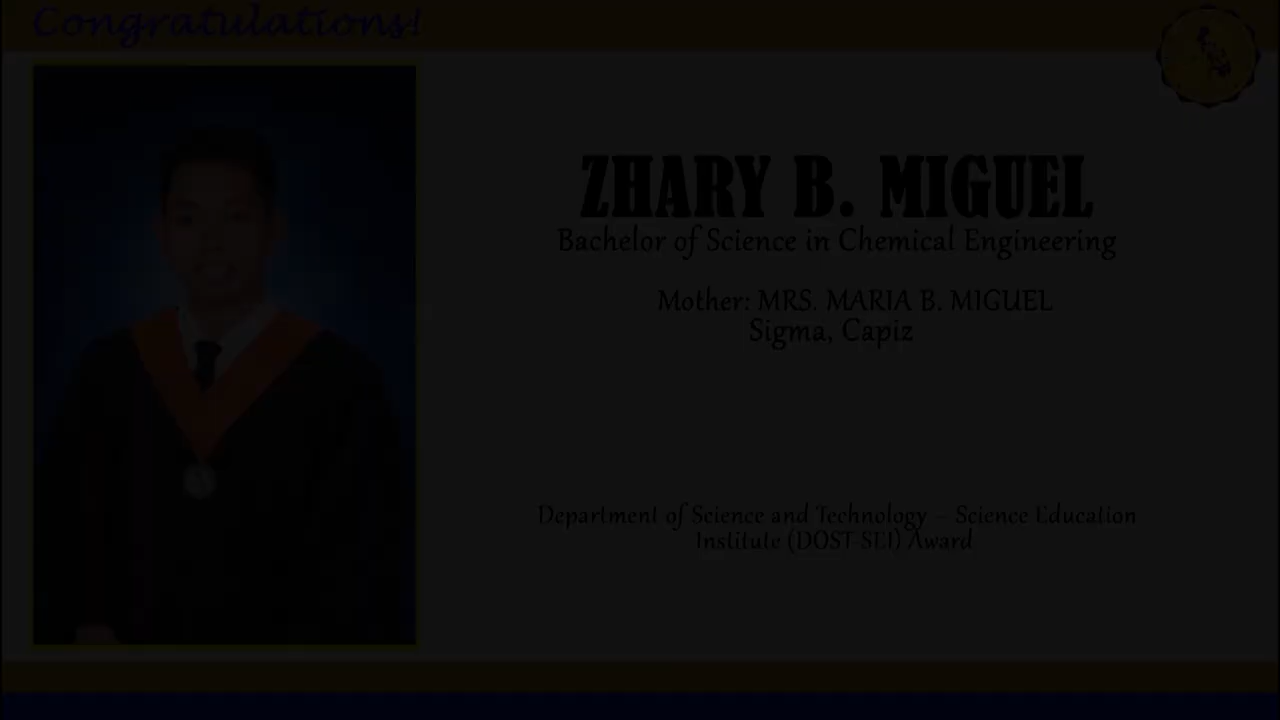 Congratulations!
ZHARY B. MIGUEL
Bachelor of Science in Chemical Engineering
Mother: MRS. MARIA B. MIGUEL
Sigma, Capiz
Department of Science and Technology – Science Education
Institute (DOST-SEI) Award